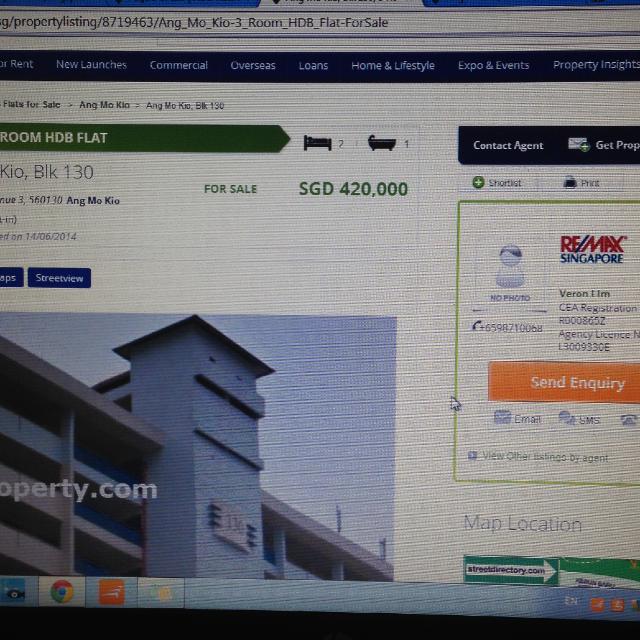 sg/propertylisting/8719463/Ang_Mo_Kio-3_Room_HDB_Flat-ForSale
or Rent New Launches Commercial Overseas Loans Home & Lifestyle Expo & Events Property Insights
Flats for Sale > Ang Mo Kio > Ang Mo Kio, Blk 130
ROOM HDB FLAT
2 1
Kio, Blk 130
nue 3, 560130 Ang Mo Kio
FOR SALE SGD 420,000
ed on 14/06/2014
aps Streetview
Contact Agent Get Prop
Shortlist Print
RE/MAX
SINGAPORE
NO PHOTO
Veron Lim
CEA Registration
R000865Z
Agency Licence N
L3009330E
+6598710068
Send Enquiry
Email SMS
View Other listings by agent
operty.com
Map Location
streetdirectory.com
EN